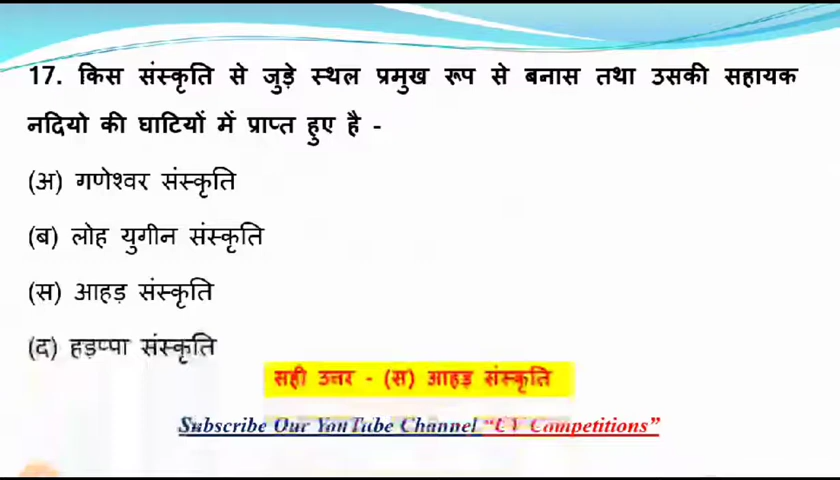 17. किस संस्कृति से जुड़े स्थल प्रमुख रूप से बनास तथा उसकी सहायक
नदियो की घाटियों में प्राप्त हुए है -
(अ) गणेश्वर संस्कृति
(ब) लोह युगीन संस्कृति
(स) आहड़ संस्कृति
(द) हड़प्पा संस्कृति
सही उत्तर - (स) आहड़ संस्कृति
Subscribe Our YouTube Channel Competitions”